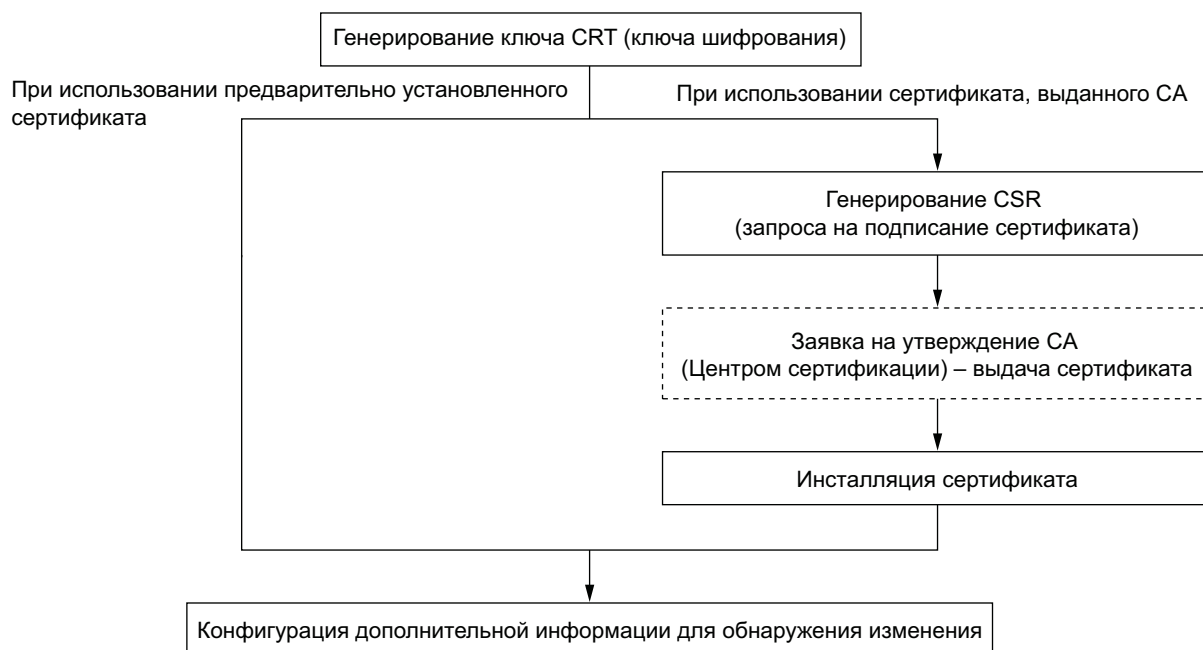 Генерирование ключа CRT (ключа шифрования)
При использовании предварительно установленного
сертификата
При использовании сертификата, выданного CA
Генерирование CSR
(запроса на подписание сертификата)
Заявка на утверждение CA
(Центром сертификации) – выдача сертификата
Инсталляция сертификата
Конфигурация дополнительной информации для обнаружения изменения